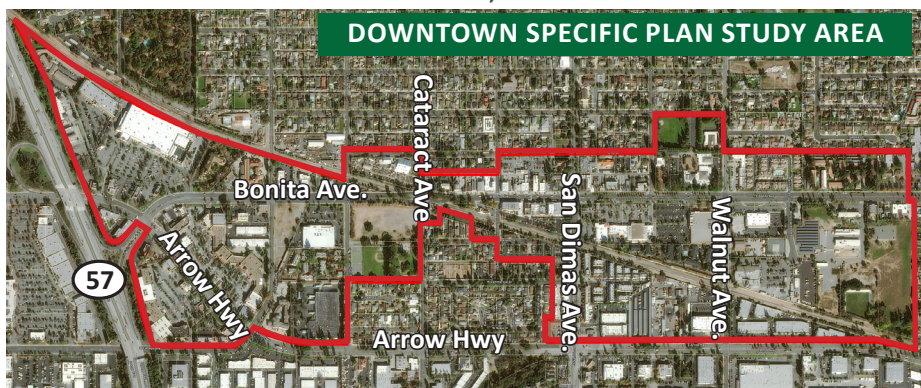 DOWNTOWN SPECIFIC PLAN STUDY AREA
Cataract Ave
Bonita Ave.
San Dimas Ave.
Walnut Ave.
Arrow Hwy
57
Arrow Hwy